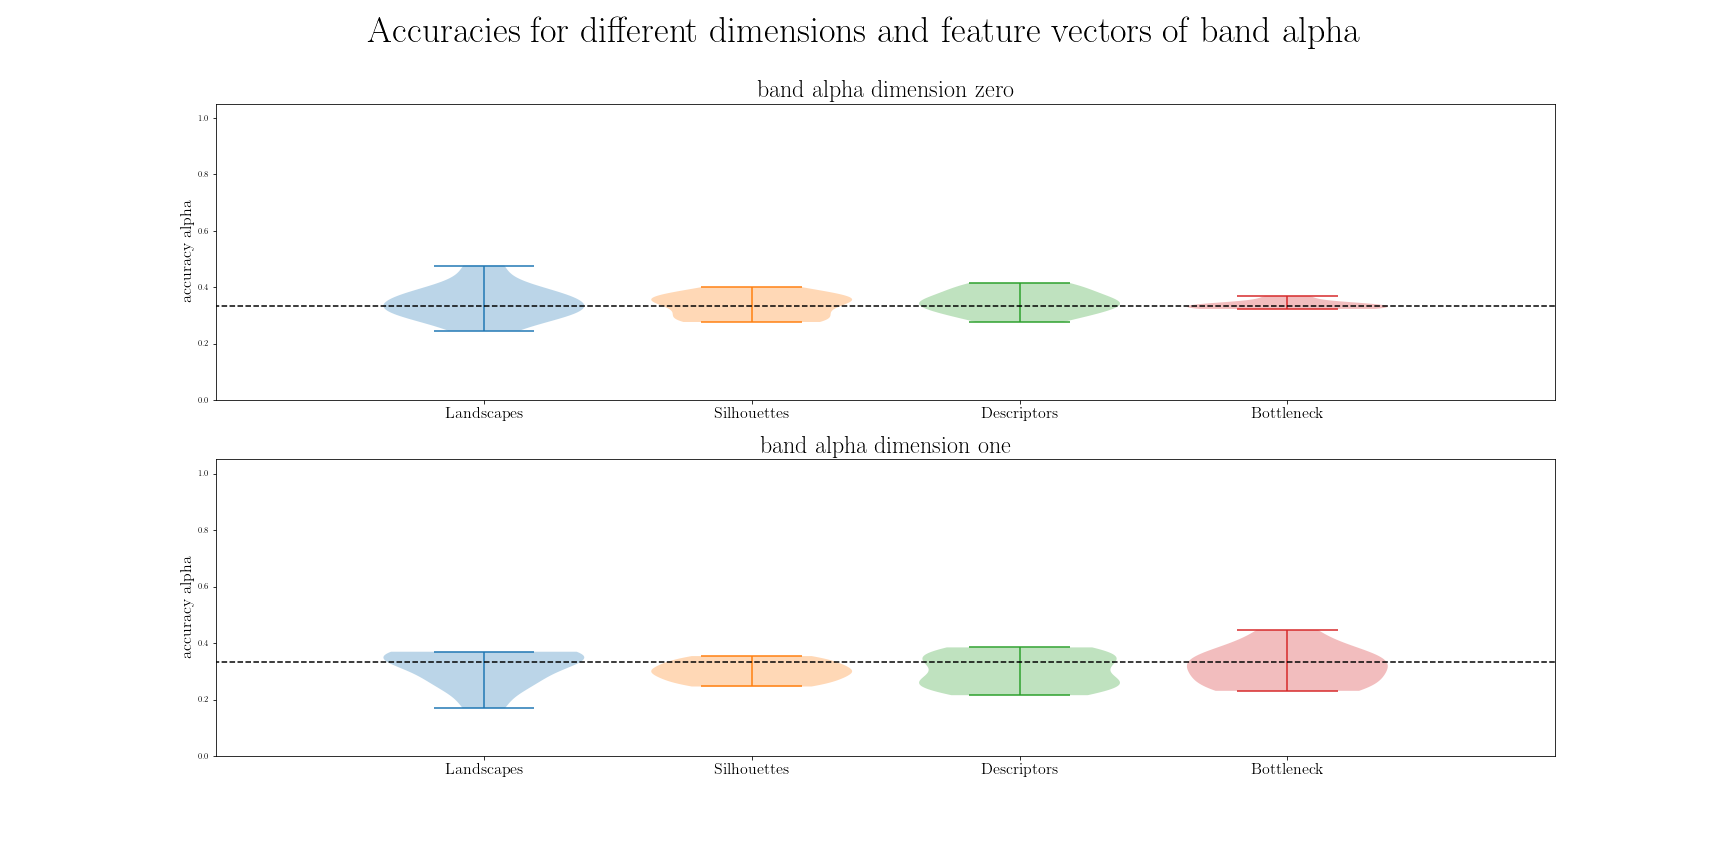 Accuracies for different dimensions and feature vectors of band alpha
band alpha dimension zero
1.0
0.8
0.6
0.4
0.2
0.0
accuracy alpha
Landscapes Silhouettes Descriptors Bottleneck
band alpha dimension one
1.0
0.8
0.6
0.4
0.2
0.0
accuracy alpha
Landscapes Silhouettes Descriptors Bottleneck